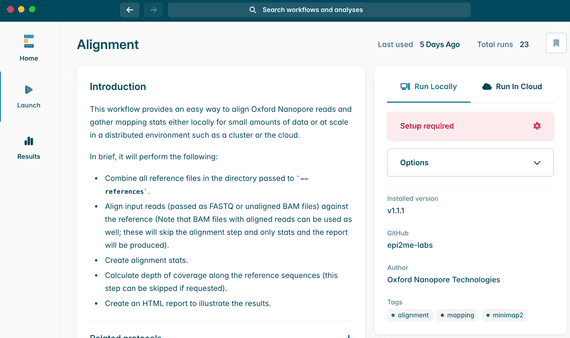 Search workflows and analyses
Home
Launch
Results
Alignment
Last used 5 Days Ago Total runs 23
Introduction
This workflow provides an easy way to align Oxford Nanopore reads and
gather mapping stats either locally for small amounts of data or at scale
in a distributed environment such as a cluster or the cloud.
In brief, it will perform the following:
• Combine all reference files in the directory passed to `--
references`.
• Align input reads (passed as FASTQ or unaligned BAM files) against
the reference (Note that BAM files with aligned reads can be used as
well; these will skip the alignment step and only stats and the report
will be produced).
• Create alignment stats.
• Calculate depth of coverage along the reference sequences (this
step can be skipped if requested).
• Create an HTML report to illustrate the results.
Related protocols
Run Locally Run In Cloud
Setup required
Options
Installed version
v1.1.1
GitHub
epi2me-labs
Author
Oxford Nanopore Technologies
Tags
alignment mapping minimap2